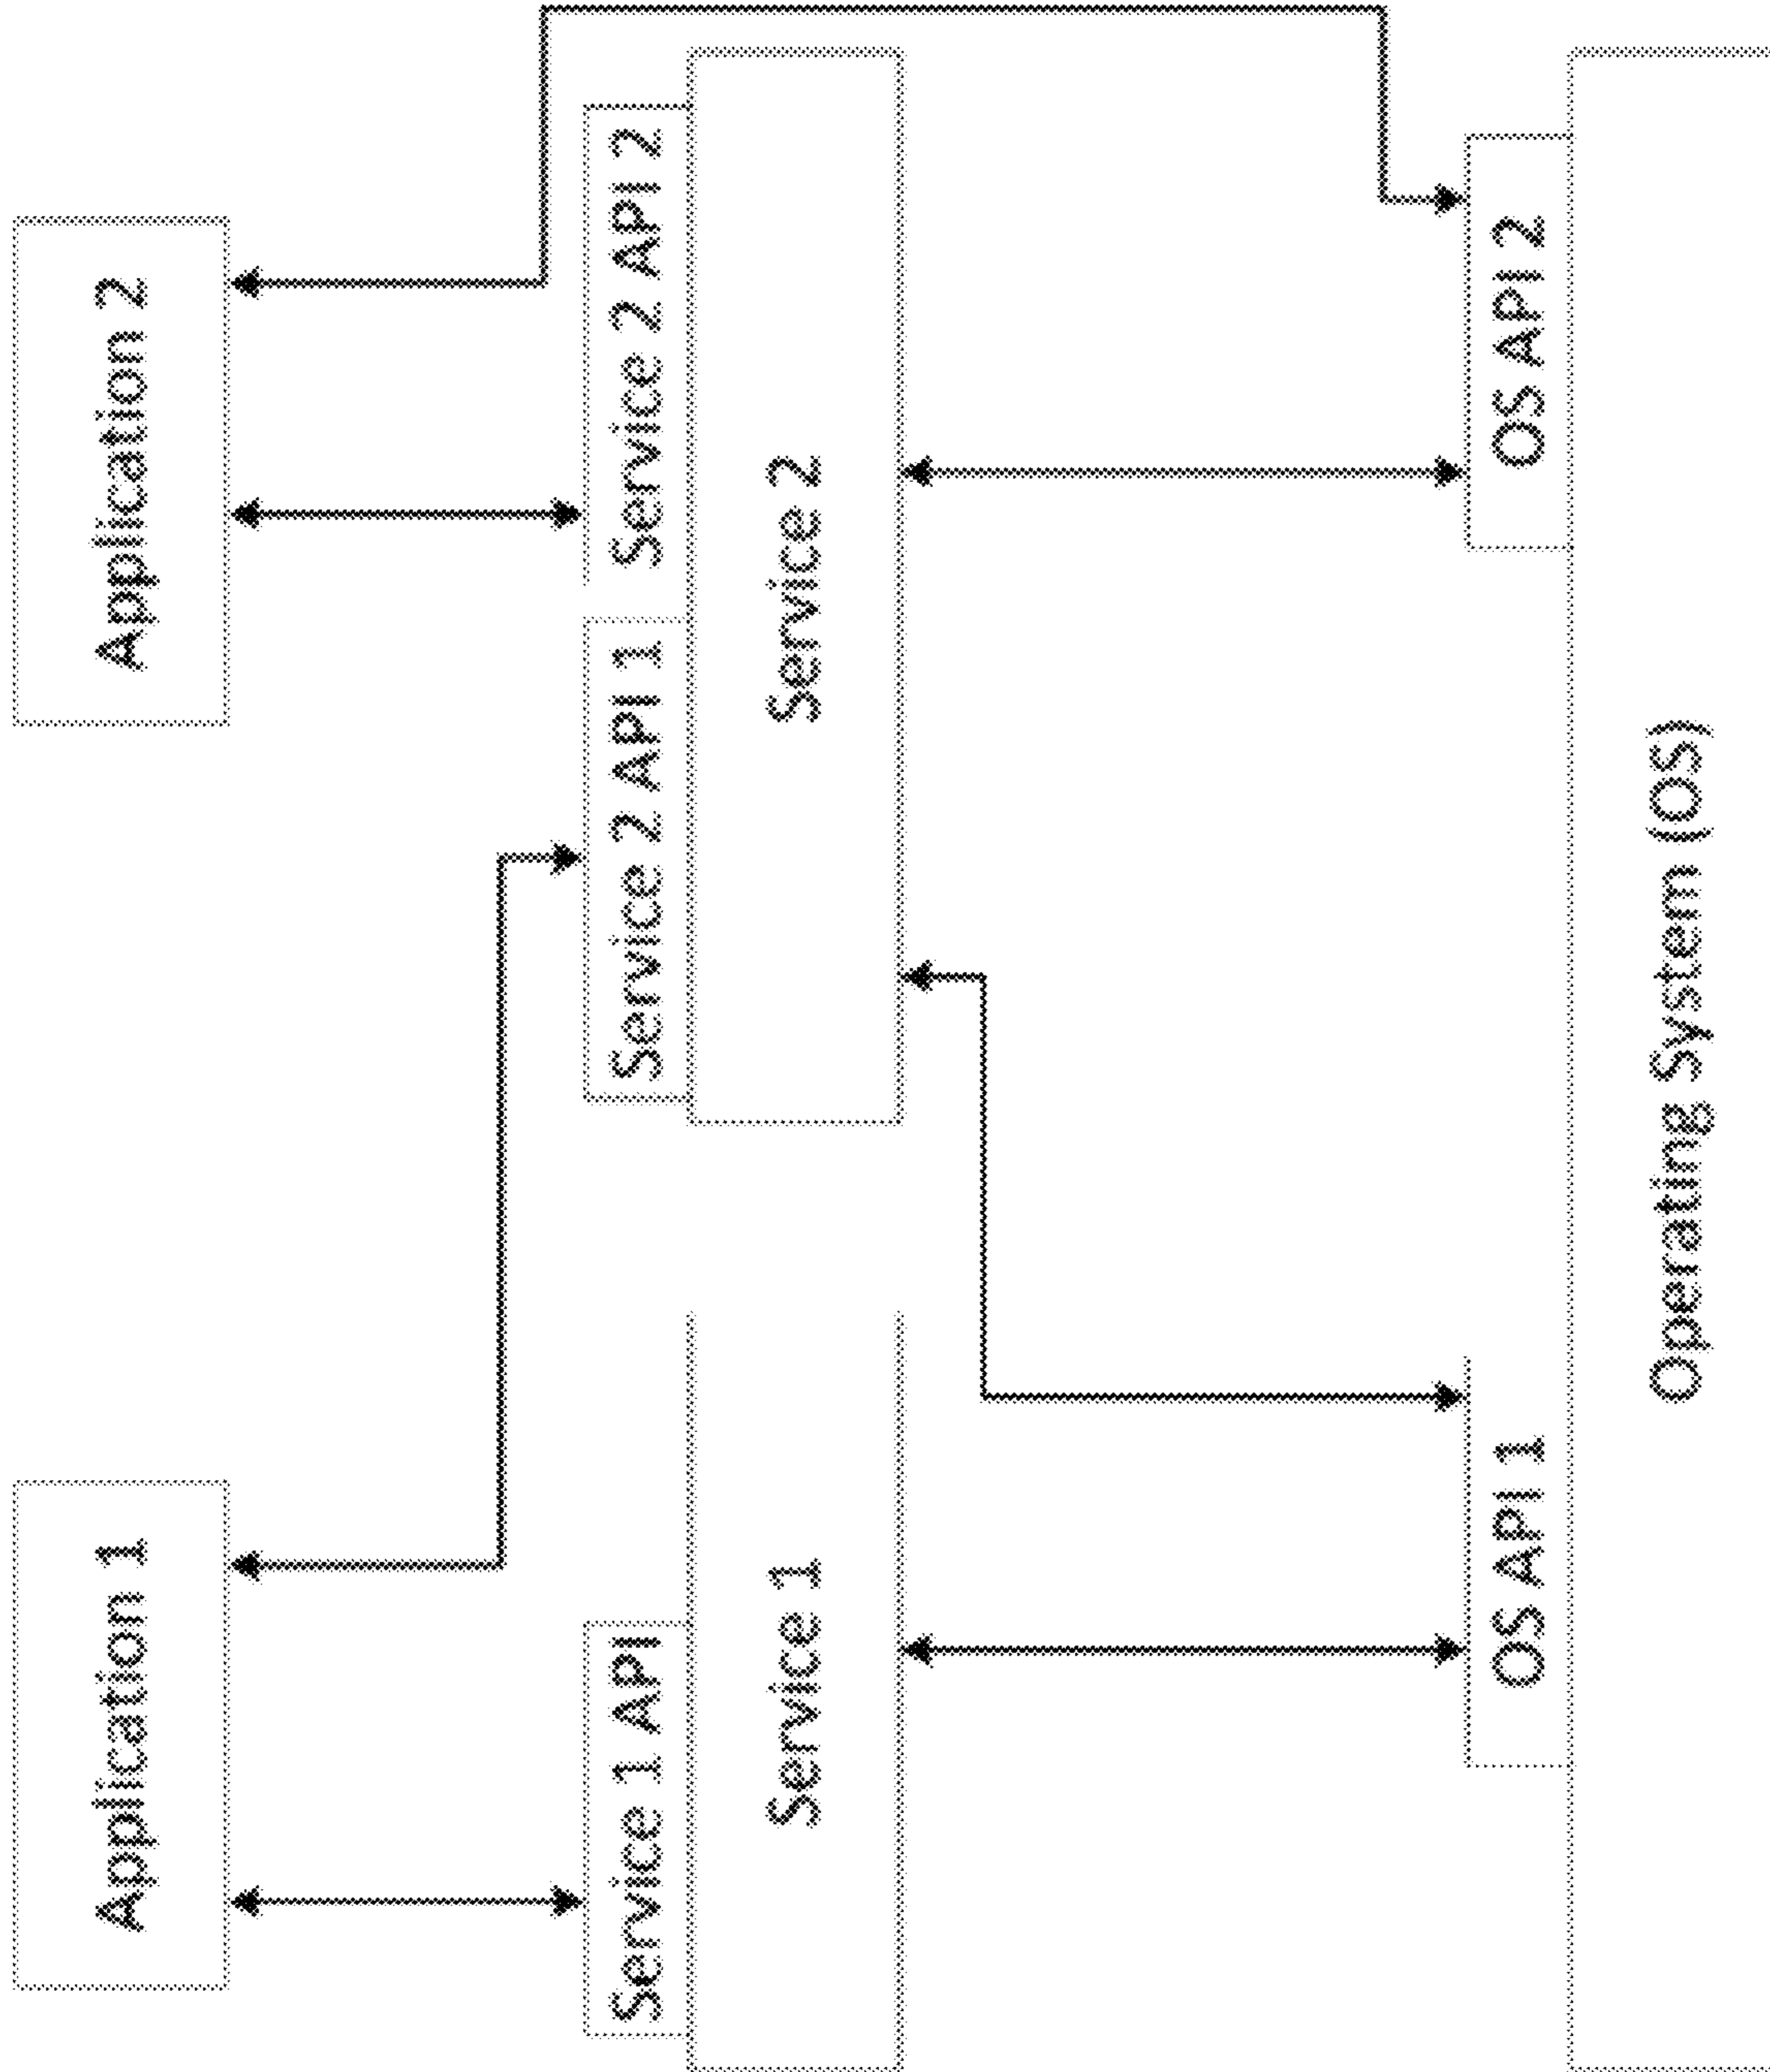 Application 1
Application 2
Service 1 API
Service 2 API 1
Service 2 API 2
Service 1
Service 2
OS API 1
OS API 2
Operating System (OS)